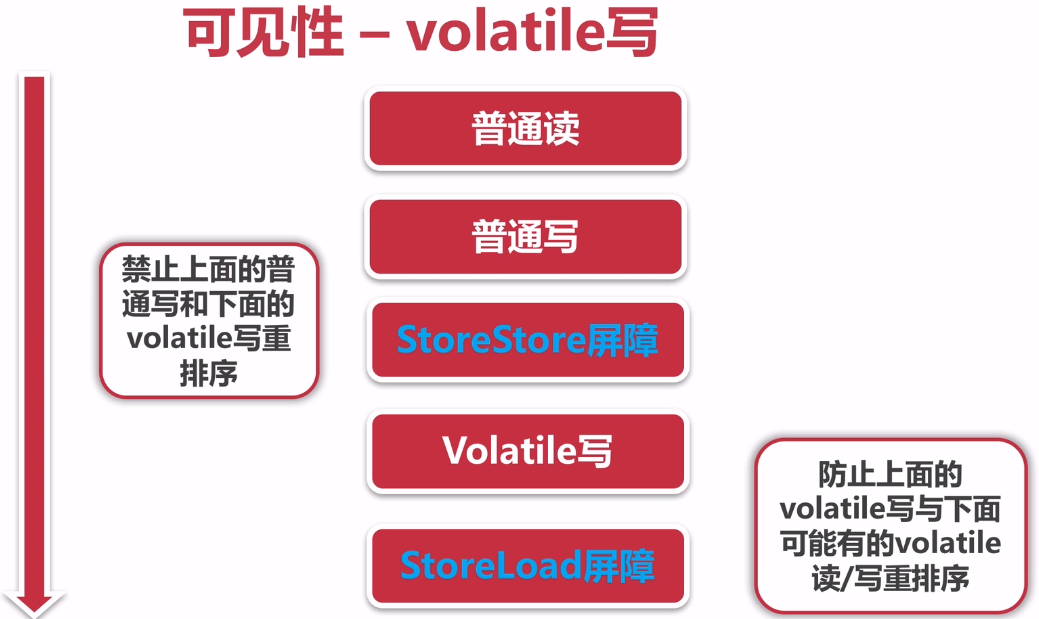 可见性 – volatile写
普通读
普通写
禁止上面的普
通写和下面的
volatile写重
排序
StoreStore屏障
Volatile写
防止上面的
volatile写与下面
可能有的volatile
读/写重排序
StoreLoad屏障